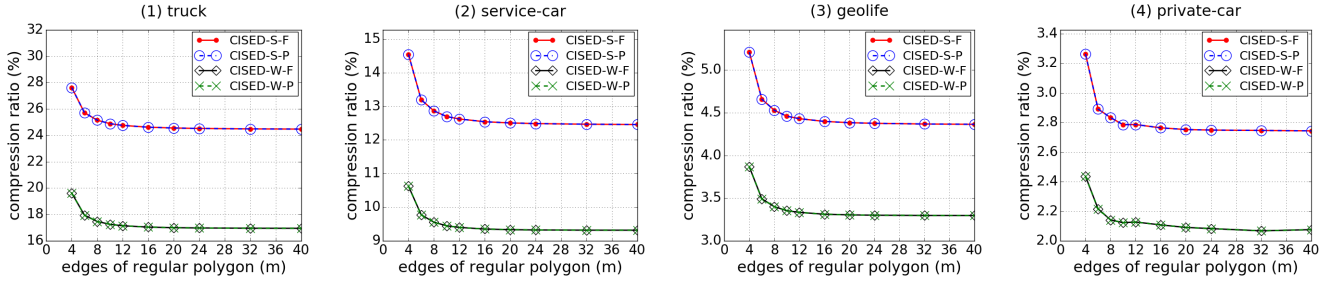 (1) truck
compression ratio (%)
32
30
28
26
24
22
20
18
16
0 4 8 12 16 20 24 28 32 36 40
edges of regular polygon (m)
CISED-S-F
CISED-S-P
CISED-W-F
CISED-W-P
(2) service-car
compression ratio (%)
15
14
13
12
11
10
9
0 4 8 12 16 20 24 28 32 36 40
edges of regular polygon (m)
CISED-S-F
CISED-S-P
CISED-W-F
CISED-W-P
(3) geolife
compression ratio (%)
5.0
4.5
4.0
3.5
3.0
0 4 8 12 16 20 24 28 32 36 40
edges of regular polygon (m)
CISED-S-F
CISED-S-P
CISED-W-F
CISED-W-P
(4) private-car
compression ratio (%)
3.4
3.2
3.0
2.8
2.6
2.4
2.2
2.0
0 4 8 12 16 20 24 28 32 36 40
edges of regular polygon (m)
CISED-S-F
CISED-S-P
CISED-W-F
CISED-W-P